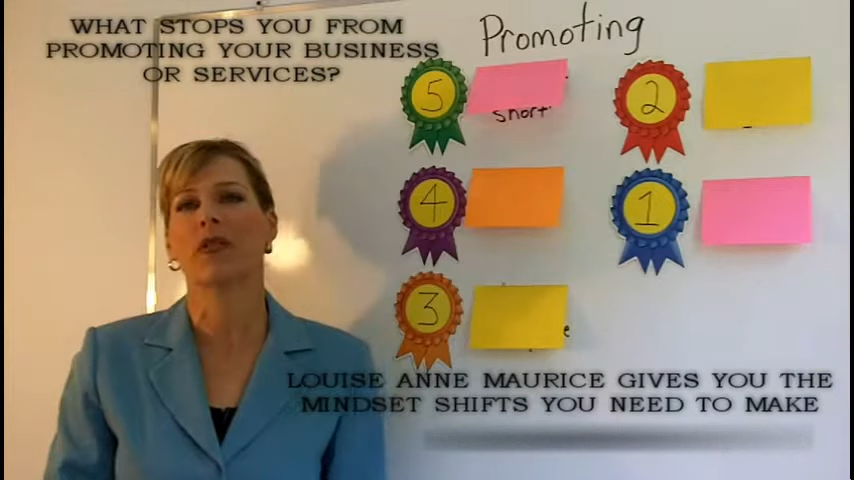 WHAT STOPS YOU FROM
PROMOTING YOUR BUSINESS
OR SERVICES?
Promoting
5
short
2
4
1
3
e
LOUISE ANNE MAURICE GIVES YOU THE
MINDSET SHIFTS YOU NEED TO MAKE